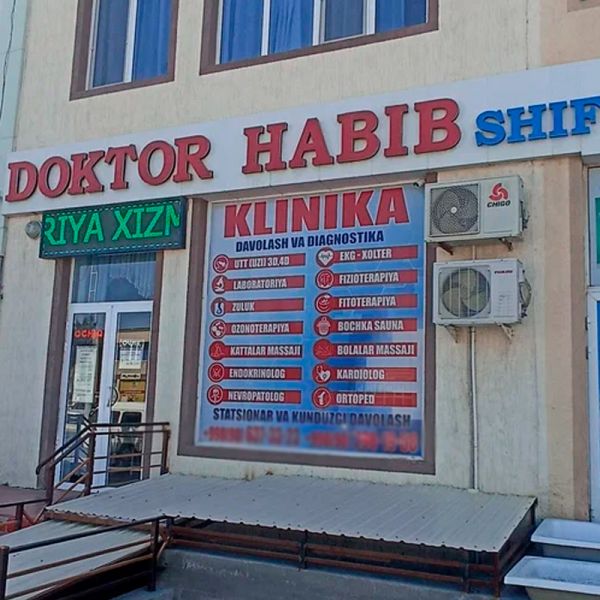 DOKTOR HABIB SHIF
RIYA XIZM
KLINIKA
DAVOLASH VA DIAGNOSTIKA
UTT (UZI) 3D,4D
LABORATORIYA
ZULUK
OZONOTERAPIYA
KATTALAR MASSAJI
ENDOKRINOLOG
NEVROPATOLOG
EKG - XOLTER
FIZIOTERAPIYA
FITOTERAPIYA
BOCHKA SAUNA
BOLALAR MASSAJI
KARDIOLOG
ORTOPED
STATSIONAR VA KUNDUZGI DAVOLASH
CHIGO